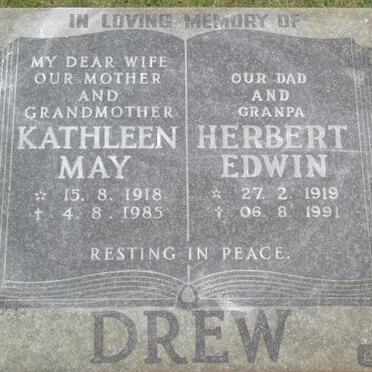 IN LOVING MEMORY OF
MY DEAR WIFE
OUR MOTHER
AND
GRANDMOTHER
KATHLEEN
MAY
☆ 15. 8. 1918
† 4. 8. 1985
OUR DAD
AND
GRANPA
HERBERT
EDWIN
☆ 27. 2. 1919
† 06. 8 1991
RESTING IN PEACE.
DREW